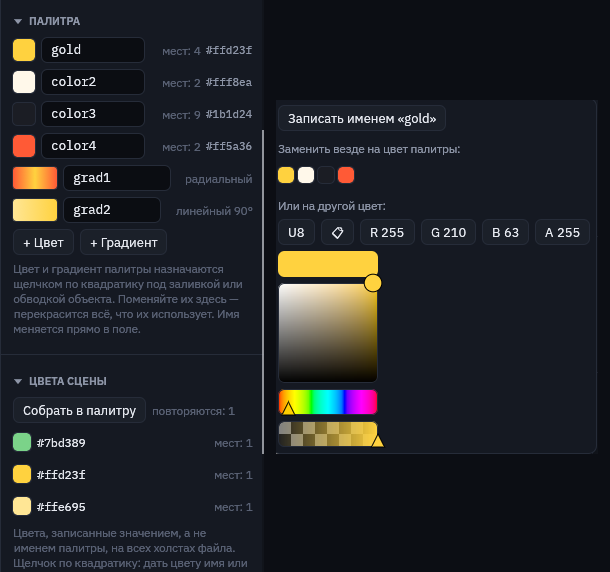 ПАЛИТРА
gold мест: 4 #ffd23f
color2 мест: 2 #fff8ea
color3 мест: 9 #1b1d24
color4 мест: 2 #ff5a36
grad1 радиальный
grad2 линейный 90°
+ Цвет + Градиент
Цвет и градиент палитры назначаются
щелчком по квадратику под заливкой или
обводкой объекта. Поменяйте их здесь —
перекрасится всё, что их использует. Имя
меняется прямо в поле.
ЦВЕТА СЦЕНЫ
Собрать в палитру повторяются: 1
#7bd389 мест: 1
#ffd23f мест: 1
#ffe695 мест: 1
Цвета, записанные значением, а не
именем палитры, на всех холстах файла.
Щелчок по квадратику: дать цвету имя или
Записать именем «gold»
Заменить везде на цвет палитры:
Или на другой цвет:
U8 R 255 G 210 B 63 A 255